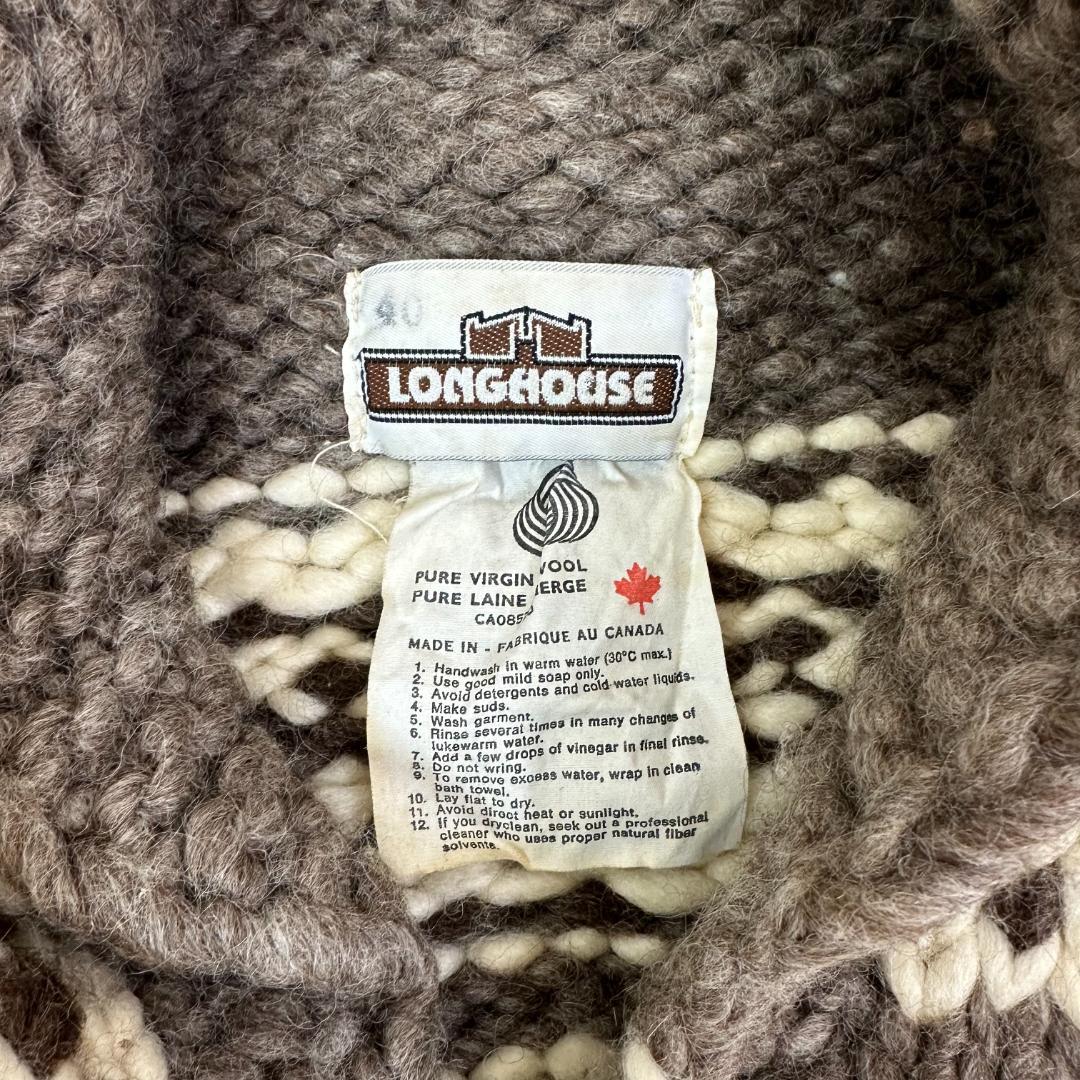 40
LONGHOUSE
PURE VIRGIN WOOL
PURE LAINE VIERGE
MADE IN - FABRIQUE AU CANADA
1. Handwash in warm water (30°C max.)
2. Use good mild soap only.
3. Avoid detergents and cold water liquids.
4. Make suds.
5. Wash garment.
6. Rinse several times in many changes of
lukewarm water.
7. Add a few drops of vinegar in final rinse.
8. Do not wring.
9. To remove excess water, wrap in clean
bath towel.
10. Lay flat to dry.
11. Avoid direct heat or sunlight.
12. If you dryclean, seek out a professional
cleaner who uses proper natural fiber
solvents.